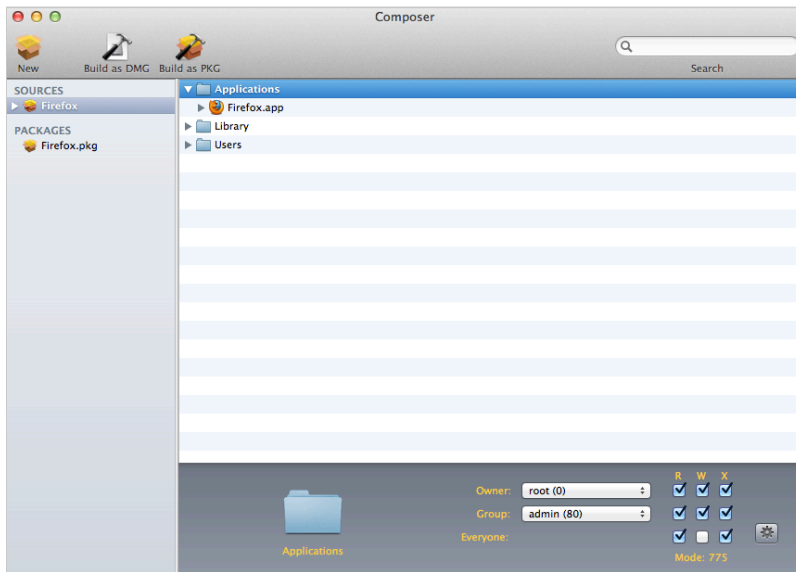 Composer
New Build as DMG Build as PKG Search
SOURCES
Firefox
PACKAGES
Firefox.pkg
Applications
Firefox.app
Library
Users
R W X
Owner: root (0)
Group: admin (80)
Everyone:
Applications
Mode: 775